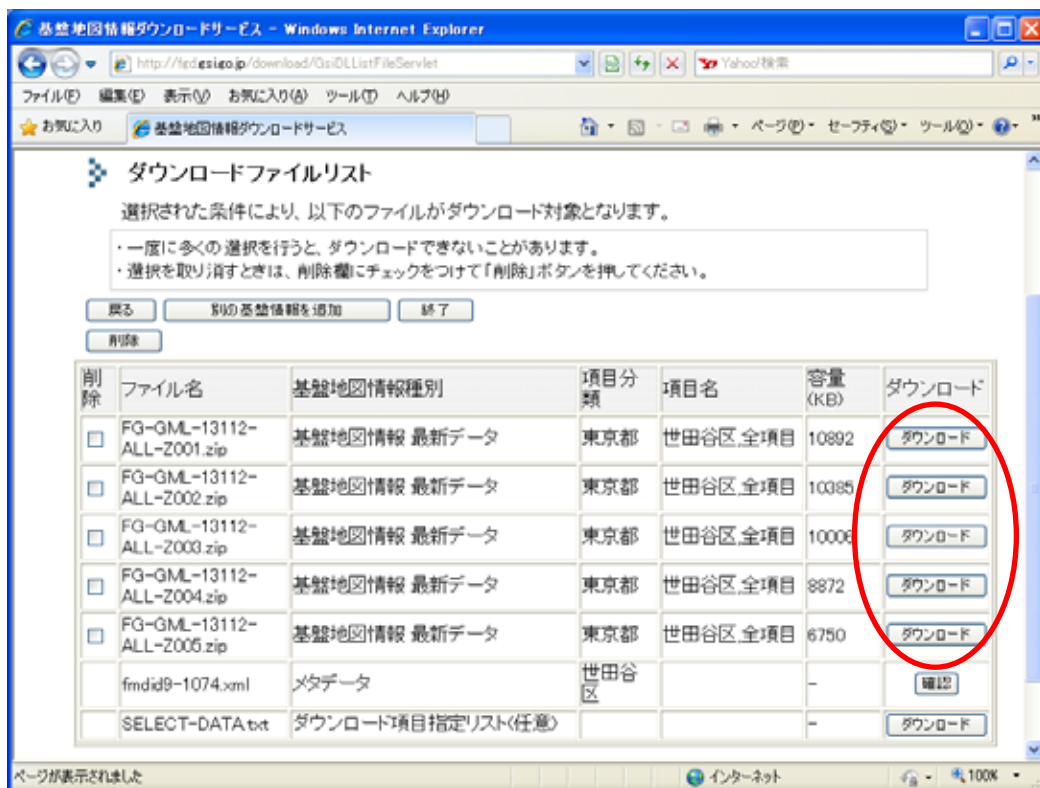 基盤地図情報ダウンロードサービス - Windows Internet Explorer
http://fgd.gsi.go.jp/download/GsiDLListFileServlet
Yahoo!検索
ファイル(F) 編集(E) 表示(V) お気に入り(A) ツール(T) ヘルプ(H)
お気に入り 基盤地図情報ダウンロードサービス ページ(P) セーフティ(S) ツール(O)
ダウンロードファイルリスト
選択された条件により、以下のファイルがダウンロード対象となります。
・一度に多くの選択を行うと、ダウンロードできないことがあります。
・選択を取り消すときは、削除欄にチェックをつけて「削除」ボタンを押してください。
戻る 別の基盤情報を追加 終了
削除
削除 ファイル名 基盤地図情報種別 項目分類 項目名 容量(KB) ダウンロード
FG-GML-13112-ALL-Z001.zip 基盤地図情報 最新データ 東京都 世田谷区,全項目 10892 ダウンロード
FG-GML-13112-ALL-Z002.zip 基盤地図情報 最新データ 東京都 世田谷区,全項目 10385 ダウンロード
FG-GML-13112-ALL-Z003.zip 基盤地図情報 最新データ 東京都 世田谷区,全項目 10006 ダウンロード
FG-GML-13112-ALL-Z004.zip 基盤地図情報 最新データ 東京都 世田谷区,全項目 8872 ダウンロード
FG-GML-13112-ALL-Z005.zip 基盤地図情報 最新データ 東京都 世田谷区,全項目 6750 ダウンロード
fmdid9-1074.xml メタデータ 世田谷区 - 確認
SELECT-DATA.txt ダウンロード項目指定リスト(任意) - ダウンロード
ページが表示されました インターネット 100%